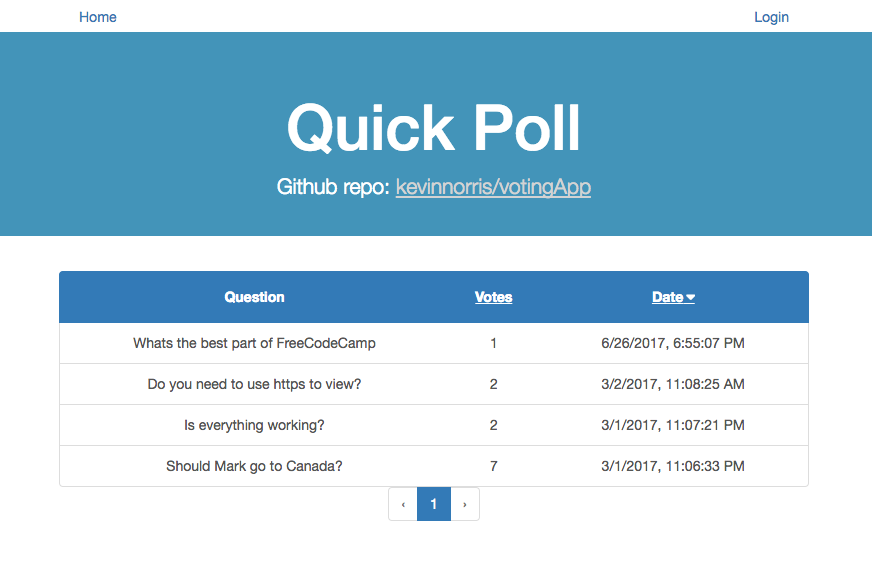 Home Login
Quick Poll
Github repo: kevinnorris/votingApp
Question Votes Date
Whats the best part of FreeCodeCamp 1 6/26/2017, 6:55:07 PM
Do you need to use https to view? 2 3/2/2017, 11:08:25 AM
Is everything working? 2 3/1/2017, 11:07:21 PM
Should Mark go to Canada? 7 3/1/2017, 11:06:33 PM
‹ 1 ›